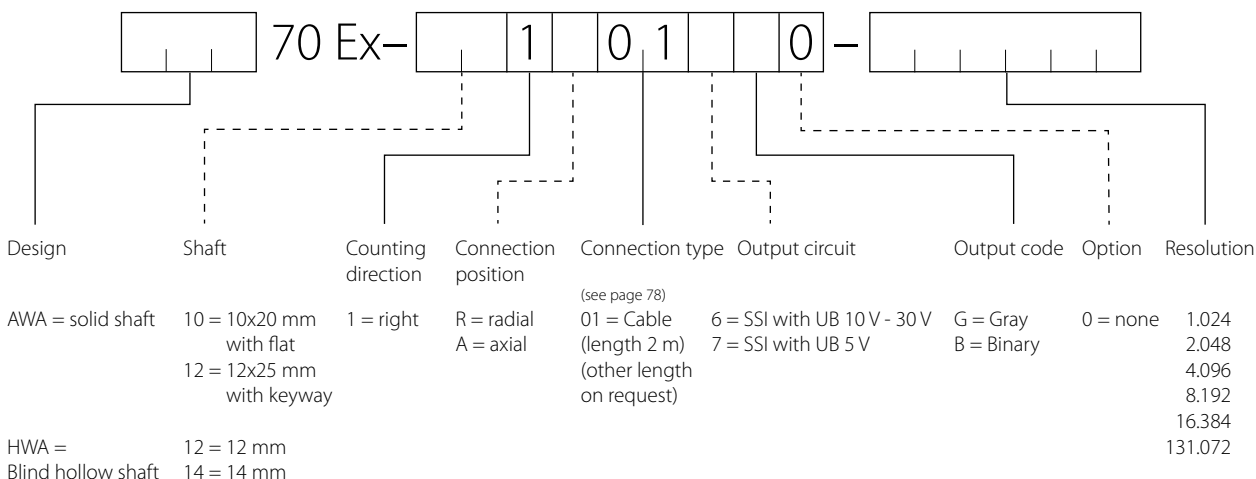 70 Ex– 1 0 1 0 –
Design
Shaft
Counting
direction
Connection
position
Connection type
Output circuit
Output code
Option
Resolution
AWA = solid shaft
10 = 10x20 mm
with flat
12 = 12x25 mm
with keyway
HWA =
Blind hollow shaft
12 = 12 mm
14 = 14 mm
1 = right
R = radial
A = axial
(see page 78)
01 = Cable
(length 2 m)
(other length
on request)
6 = SSI with UB 10 V - 30 V
7 = SSI with UB 5 V
G = Gray
B = Binary
0 = none
1.024
2.048
4.096
8.192
16.384
131.072